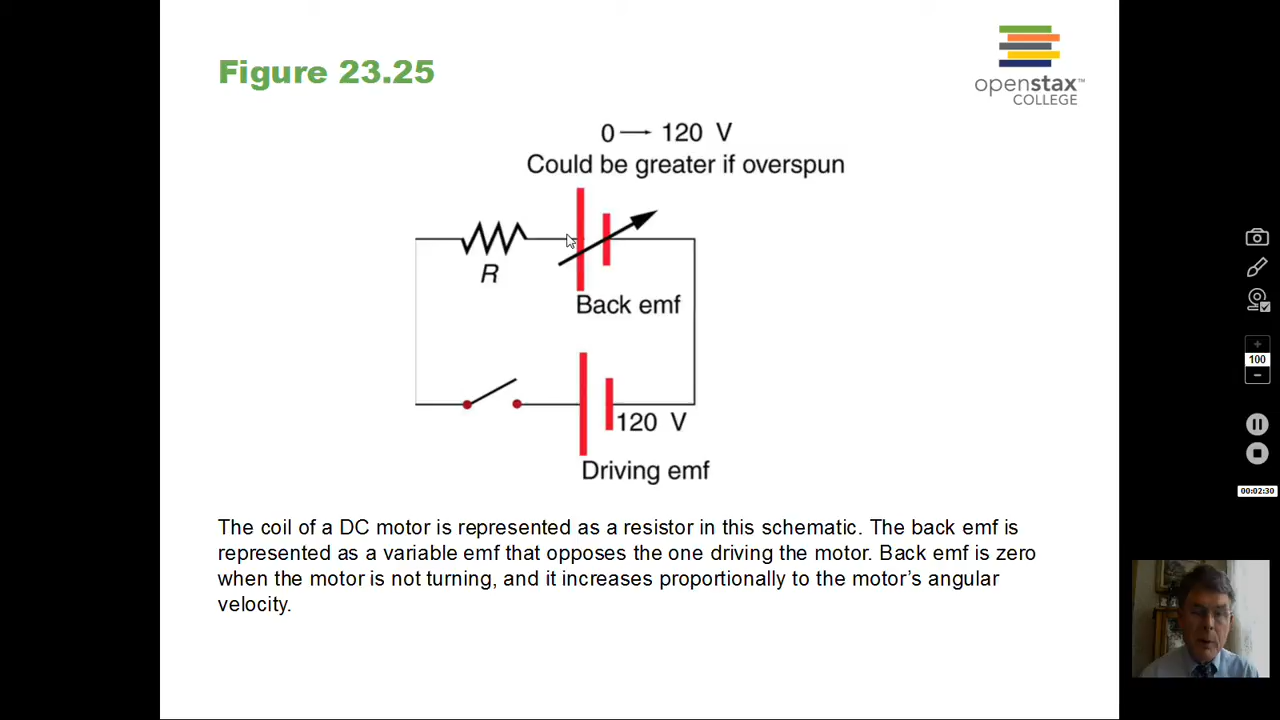 Figure 23.25
openstax™
COLLEGE
0 → 120 V
Could be greater if overspun
R
Back emf
120 V
Driving emf
The coil of a DC motor is represented as a resistor in this schematic. The back emf is
represented as a variable emf that opposes the one driving the motor. Back emf is zero
when the motor is not turning, and it increases proportionally to the motor's angular
velocity.
+
100
-
00:02:30